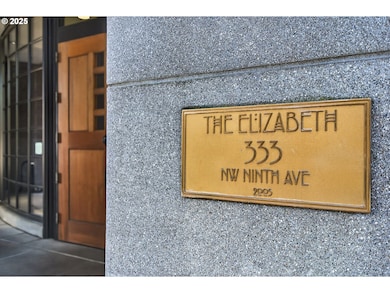 © 2025
THE ELIZABETH
333
NW NINTH AVE
2005